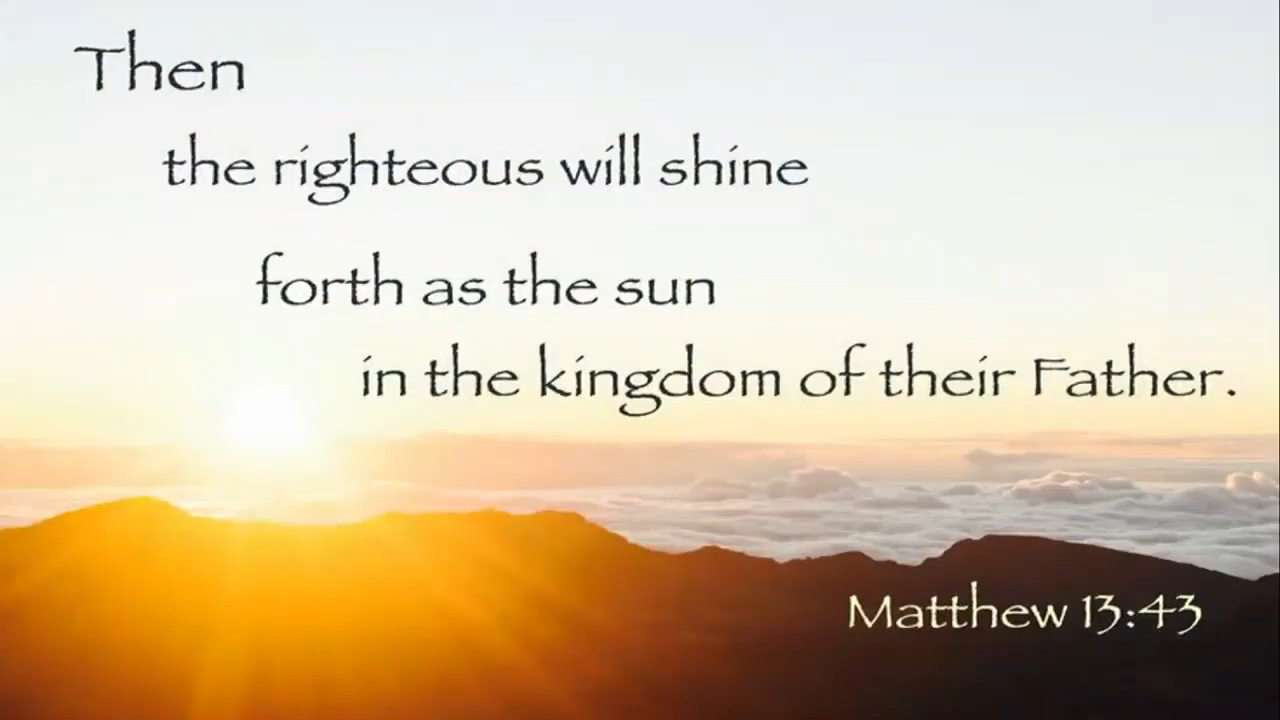 Then
the righteous will shine
forth as the sun
in the kingdom of their Father.
Matthew 13:43